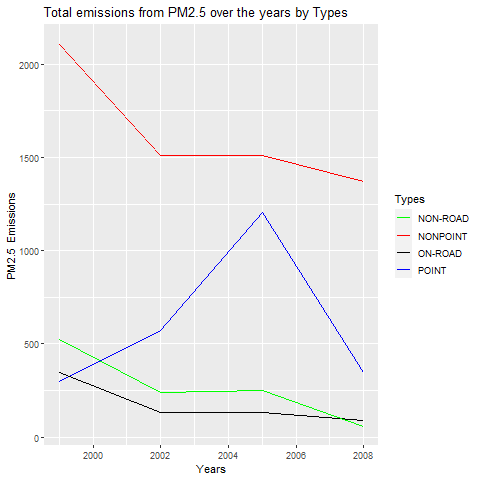 Total emissions from PM2.5 over the years by Types
PM2.5 Emissions
2000
1500
1000
500
0
2000 2002 2004 2006 2008
Years
Types
NON-ROAD
NONPOINT
ON-ROAD
POINT